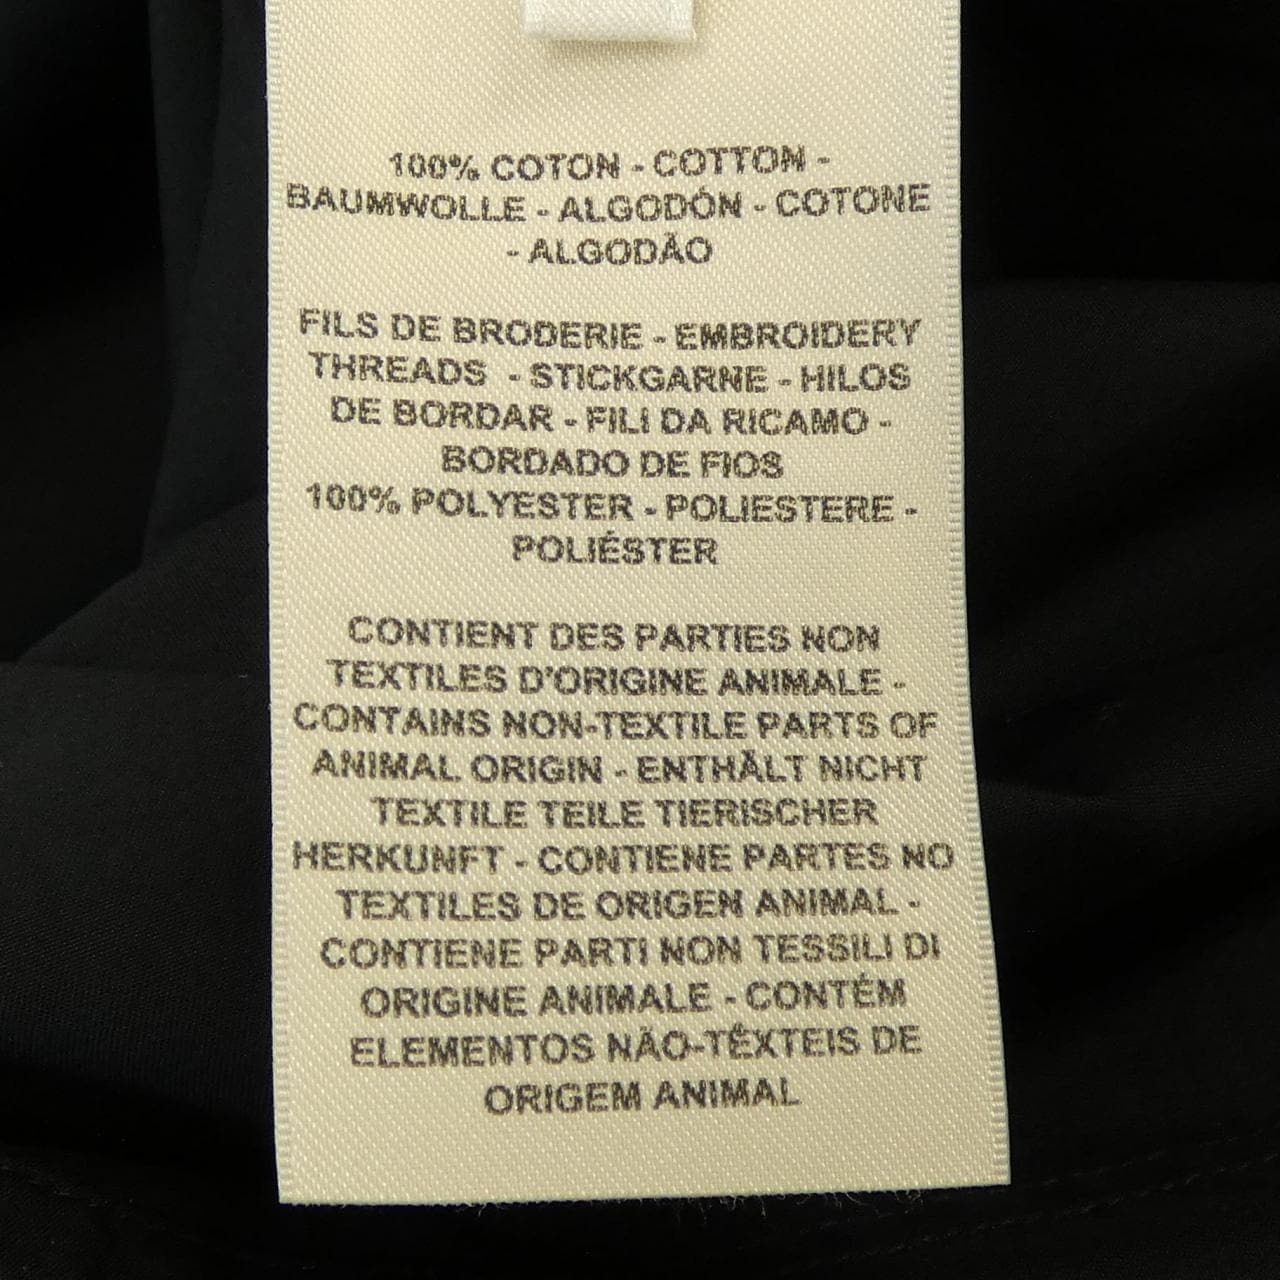 100% COTON - COTTON -
BAUMWOLLE - ALGODÓN - COTONE
- ALGODÃO
FILS DE BRODERIE - EMBROIDERY
THREADS - STICKGARNE - HILOS
DE BORDAR - FILI DA RICAMO -
BORDADO DE FIOS
100% POLYESTER - POLIESTERE -
POLIÉSTER
CONTIENT DES PARTIES NON
TEXTILES D'ORIGINE ANIMALE -
CONTAINS NON-TEXTILE PARTS OF
ANIMAL ORIGIN - ENTHÄLT NICHT
TEXTILE TEILE TIERISCHER
HERKUNFT - CONTIENE PARTES NO
TEXTILES DE ORIGEN ANIMAL -
CONTIENE PARTI NON TESSILI DI
ORIGINE ANIMALE - CONTÉM
ELEMENTOS NÃO-TÊXTEIS DE
ORIGEM ANIMAL